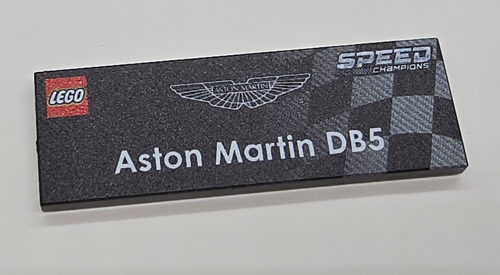 LEGO
ASTON MARTIN
SPEED
CHAMPIONS
Aston Martin DB5